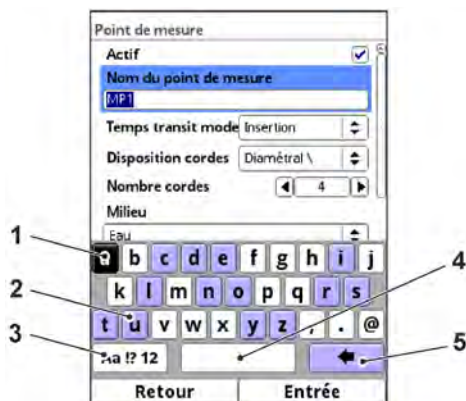 Point de mesure
Actif
Nom du point de mesure
MP1
Temps transit mode Insertion
Disposition cordes Diamétral \
Nombre cordes 4
Milieu
Eau
1
a b c d e f g h i j
4
k l m n o p q r s
2
t u v w x y z , . @
3
Aa !? 12
5
Retour Entrée